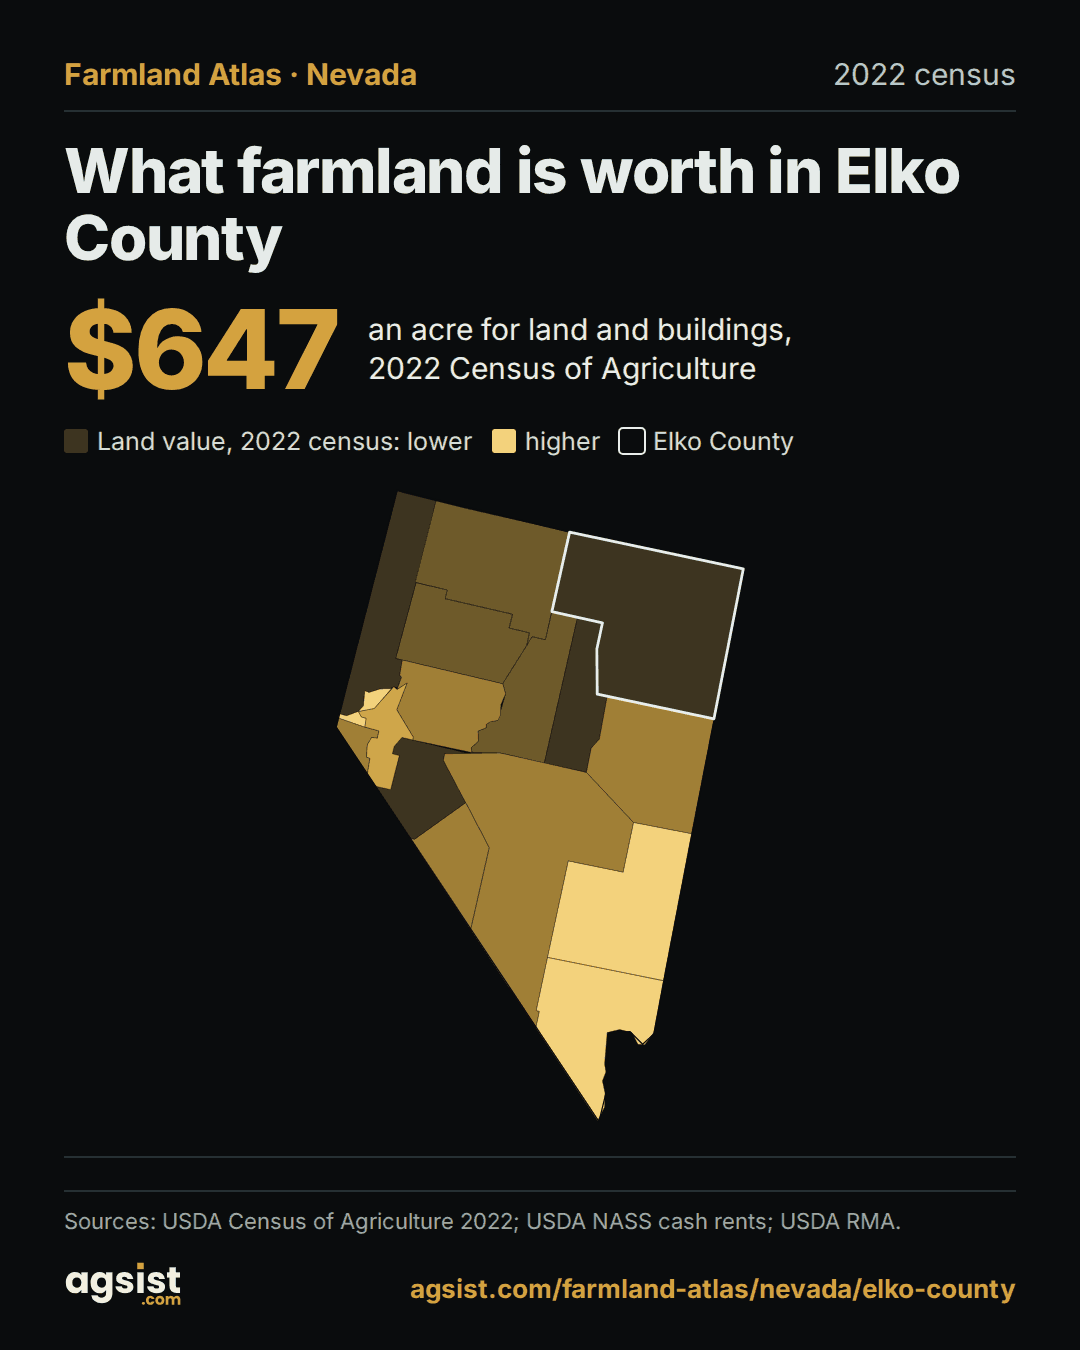 Farmland Atlas · Nevada
2022 census
What farmland is worth in Elko
County
$647
an acre for land and buildings,
2022 Census of Agriculture
Land value, 2022 census: lower
higher
Elko County
Sources: USDA Census of Agriculture 2022; USDA NASS cash rents; USDA RMA.
agsist
.com
agsist.com/farmland-atlas/nevada/elko-county